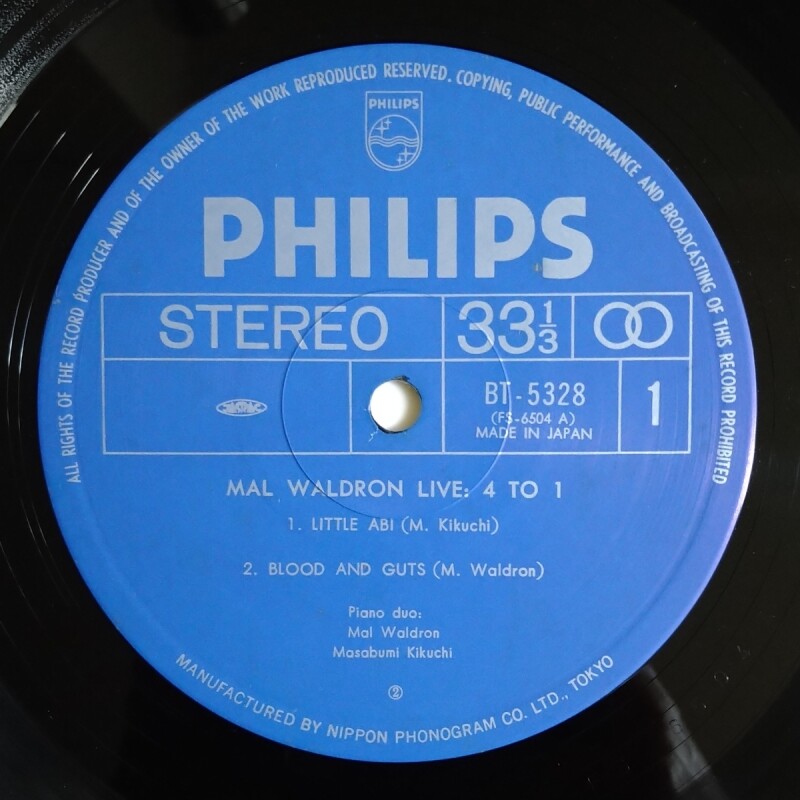 ALL RIGHTS OF THE RECORD PRODUCER AND OF THE OWNER OF THE WORK REPRODUCED RESERVED. COPYING, PUBLIC PERFORMANCE AND BROADCASTING OF THIS RECORD PROHIBITED
PHILIPS
PHILIPS
STEREO
33 1/3
BT-5328
(FS-6504 A)
MADE IN JAPAN
1
MAL WALDRON LIVE: 4 TO 1
1. LITTLE ABI (M. Kikuchi)
2. BLOOD AND GUTS (M. Waldron)
Piano duo:
Mal Waldron
Masabumi Kikuchi
②
MANUFACTURED BY NIPPON PHONOGRAM CO. LTD., TOKYO